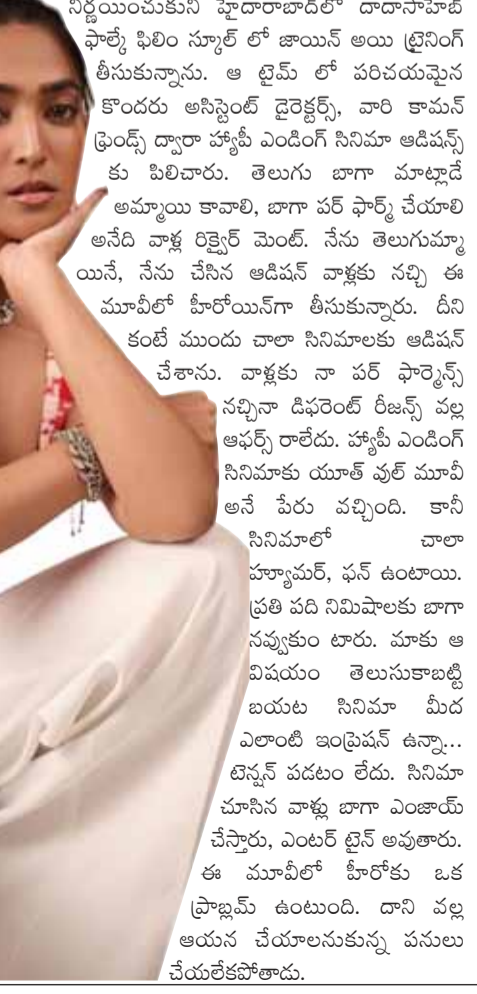 నిర్ణయించుకుని హైదారాబాద్‌లో దాదాసాహెబ్
ఫాల్కే ఫిలిం స్కూల్ లో జాయిన్ అయి ట్రైనింగ్
తీసుకున్నాను. ఆ టైమ్ లో పరిచయమైన
కొందరు అసిస్టెంట్ డైరెక్టర్స్, వారి కామన్
ఫ్రెండ్స్ ద్వారా హ్యాపీ ఎండింగ్ సినిమా ఆడిషన్స్
కు పిలిచారు. తెలుగు బాగా మాట్లాడే
అమ్మాయి కావాలి, బాగా పర్ ఫార్మ్ చేయాలి
అనేది వాళ్ల రిక్వైర్ మెంట్. నేను తెలుగుమ్మా
యినే, నేను చేసిన ఆడిషన్ వాళ్లకు నచ్చి ఈ
మూవీలో హీరోయిన్‌గా తీసుకున్నారు. దీని
కంటే ముందు చాలా సినిమాలకు ఆడిషన్
చేశాను. వాళ్లకు నా పర్ ఫార్మెన్స్
నచ్చినా డిఫరెంట్ రీజన్స్ వల్ల
ఆఫర్స్ రాలేదు. హ్యాపీ ఎండింగ్
సినిమాకు యూత్ వుల్ మూవీ
అనే పేరు వచ్చింది. కానీ
సినిమాలో చాలా
హ్యూమర్, ఫన్ ఉంటాయి.
ప్రతి పది నిమిషాలకు బాగా
నవ్వుకుం టారు. మాకు ఆ
విషయం తెలుసుకాబట్టి
బయట సినిమా మీద
ఎలాంటి ఇంప్రెషన్ ఉన్నా...
టెన్షన్ పడటం లేదు. సినిమా
చూసిన వాళ్లు బాగా ఎంజాయ్
చేస్తారు, ఎంటర్ టైన్ అవుతారు.
ఈ మూవీలో హీరోకు ఒక
ప్రాబ్లమ్ ఉంటుంది. దాని వల్ల
ఆయన చేయాలనుకున్న పనులు
చేయలేకపోతాడు.